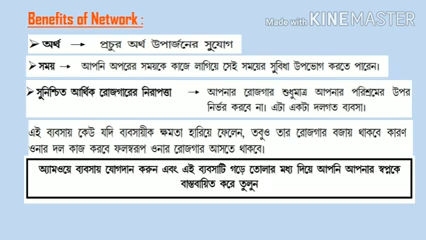 Benefits of Network :
Made with KINEMASTER
➢ অর্থ → প্রচুর অর্থ উপার্জনের সুযোগ
➢ সময় → আপনি অপরের সময়কে কাজে লাগিয়ে সেই সময়ের সুবিধা উপভোগ করতে পারেন।
➢ সুনিশ্চিত আর্থিক রোজগারের নিরাপত্তা → আপনার রোজগার শুধুমাত্র আপনার পরিশ্রমের উপর
নির্ভর করবে না। এটা একটা দলগত ব্যবসা।
এই ব্যবসায় কেউ যদি ব্যবসায়ীক ক্ষমতা হারিয়ে ফেলেন, তবুও তার রোজগার বজায় থাকবে কারণ
ওনার দল কাজ করবে ফলস্বরূপ ওনার রোজগার আসতে থাকবে।
অ্যামওয়ে ব্যবসায় যোগদান করুন এবং এই ব্যবসাটি গড়ে তোলার মধ্য দিয়ে আপনি আপনার স্বপ্নকে
বাস্তবায়িত করে তুলুন